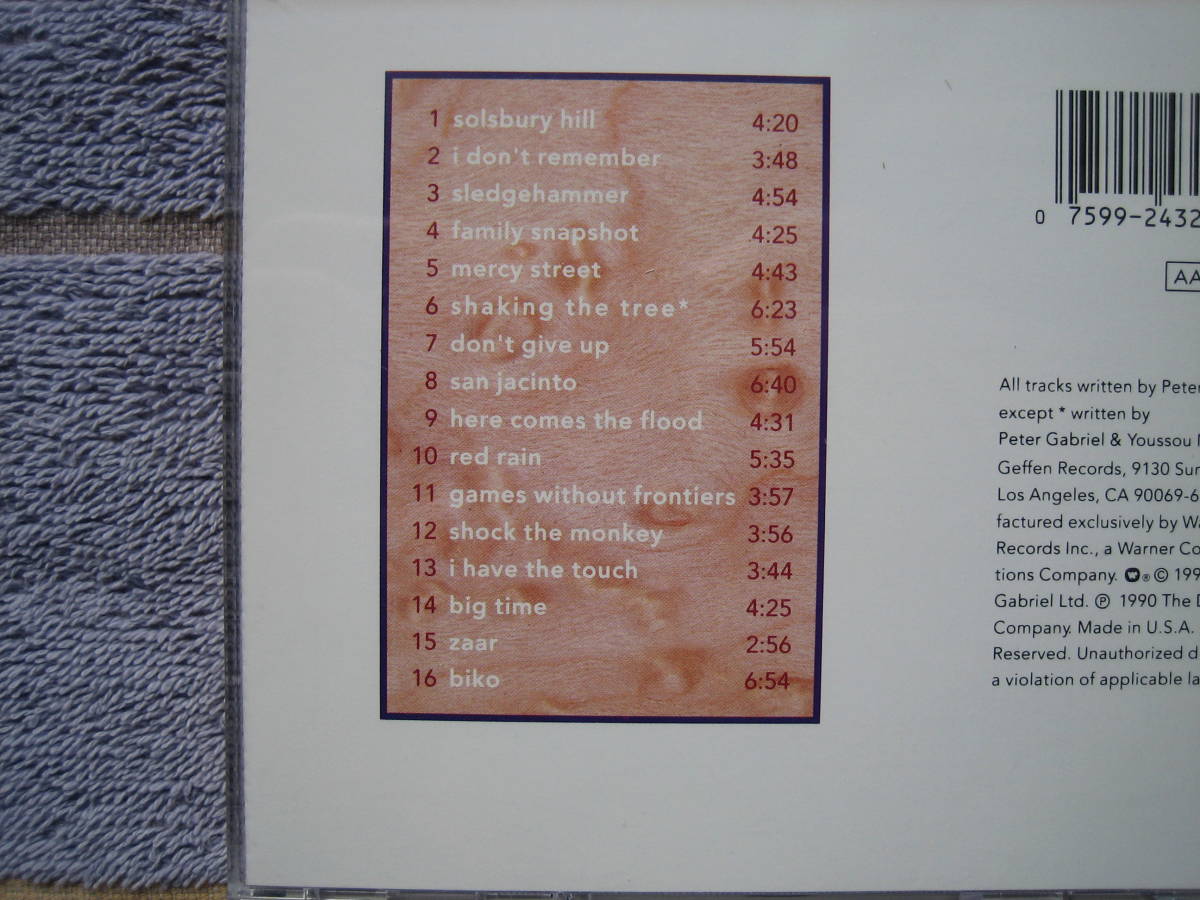 1 solsbury hill 4:20
2 i don't remember 3:48
3 sledgehammer 4:54
4 family snapshot 4:25
5 mercy street 4:43
6 shaking the tree* 6:23
7 don't give up 5:54
8 san jacinto 6:40
9 here comes the flood 4:31
10 red rain 5:35
11 games without frontiers 3:57
12 shock the monkey 3:56
13 i have the touch 3:44
14 big time 4:25
15 zaar 2:56
16 biko 6:54
0 7599-2432
AA
All tracks written by Peter
except * written by
Peter Gabriel & Youssou
Geffen Records, 9130 Sun
Los Angeles, CA 90069-6
factured exclusively by Wa
Records Inc., a Warner Co
tions Company. ® © 199
Gabriel Ltd. ℗ 1990 The D
Company. Made in U.S.A.
Reserved. Unauthorized d
a violation of applicable la